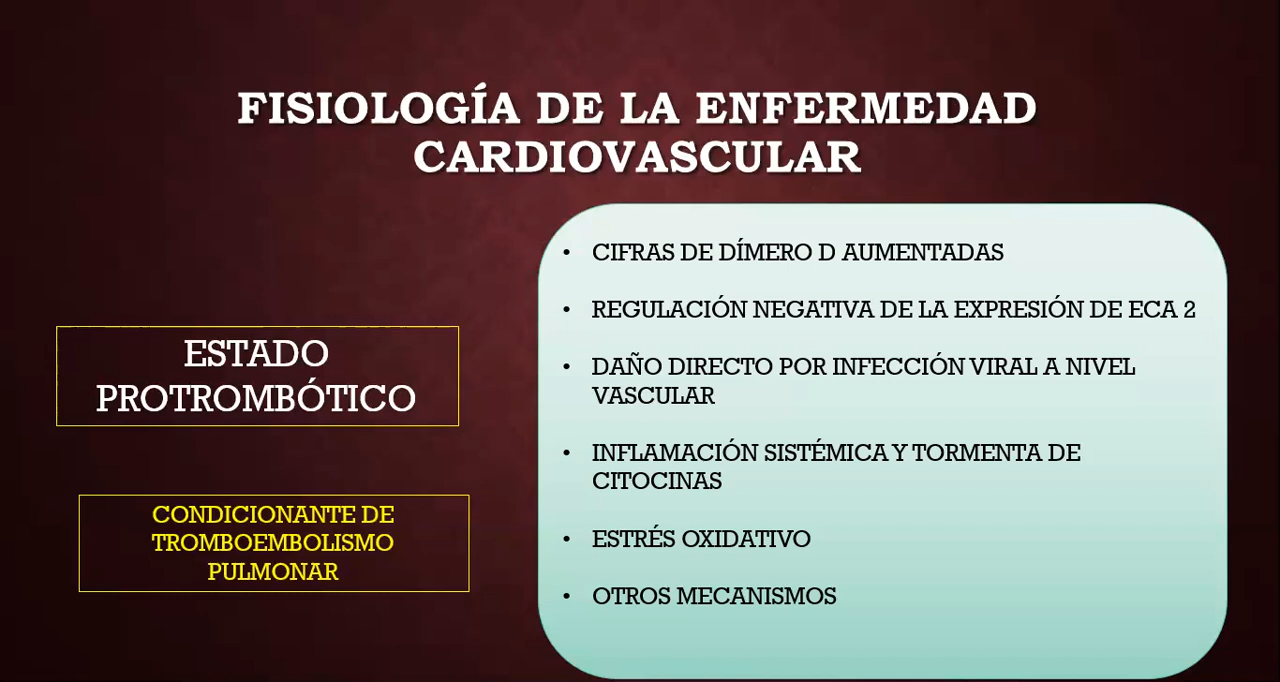 FISIOLOGÍA DE LA ENFERMEDAD
CARDIOVASCULAR
ESTADO
PROTROMBÓTICO
CONDICIONANTE DE
TROMBOEMBOLISMO
PULMONAR
• CIFRAS DE DÍMERO D AUMENTADAS
• REGULACIÓN NEGATIVA DE LA EXPRESIÓN DE ECA 2
• DAÑO DIRECTO POR INFECCIÓN VIRAL A NIVEL
VASCULAR
• INFLAMACIÓN SISTÉMICA Y TORMENTA DE
CITOCINAS
• ESTRÉS OXIDATIVO
• OTROS MECANISMOS